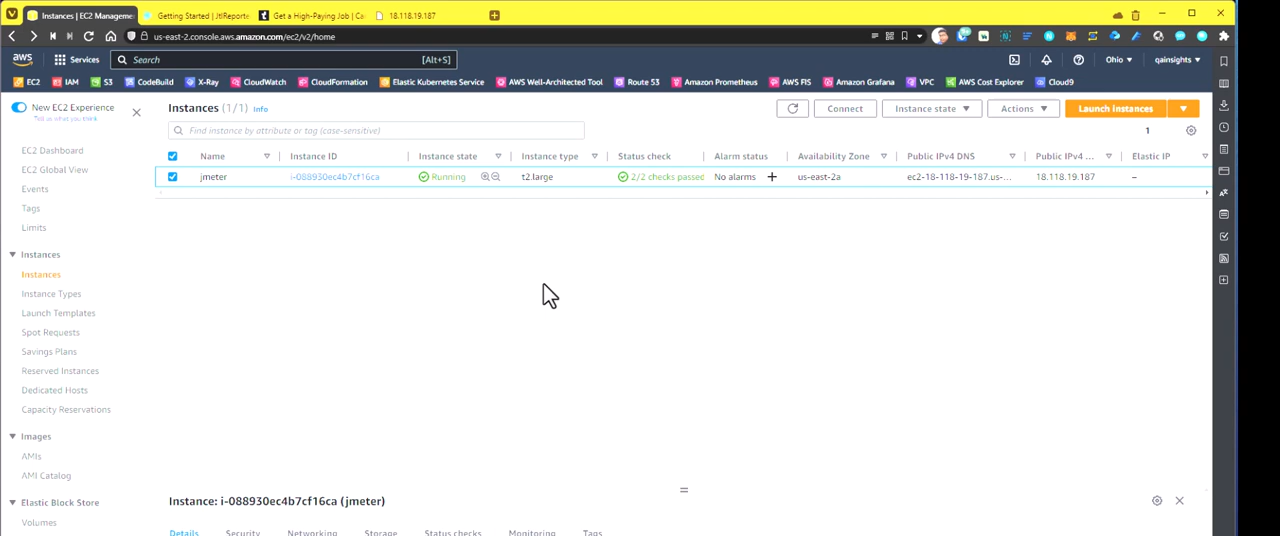 Instances | EC2 Management
Getting Started | JtlReporte
Get a High-Paying Job | Ca
18.118.19.187
us-east-2.console.aws.amazon.com/ec2/v2/home
aws
Services
Search
[Alt+S]
Ohio
qainsights
EC2
IAM
S3
CodeBuild
X-Ray
CloudWatch
CloudFormation
Elastic Kubernetes Service
AWS Well-Architected Tool
Route 53
Amazon Prometheus
AWS FIS
Amazon Grafana
VPC
AWS Cost Explorer
Cloud9
New EC2 Experience
Tell us what you think
EC2 Dashboard
EC2 Global View
Events
Tags
Limits
Instances
Instances
Instance Types
Launch Templates
Spot Requests
Savings Plans
Reserved Instances
Dedicated Hosts
Capacity Reservations
Images
AMIs
AMI Catalog
Elastic Block Store
Volumes
Instances (1/1) Info
Connect
Instance state
Actions
Launch instances
Find instance by attribute or tag (case-sensitive)
1
Name Instance ID Instance state Instance type Status check Alarm status Availability Zone Public IPv4 DNS Public IPv4 ... Elastic IP
jmeter i-088930ec4b7cf16ca Running t2.large 2/2 checks passed No alarms + us-east-2a ec2-18-118-19-187.us-... 18.118.19.187 –
Instance: i-088930ec4b7cf16ca (jmeter)
Details Security Networking Storage Status checks Monitoring Tags